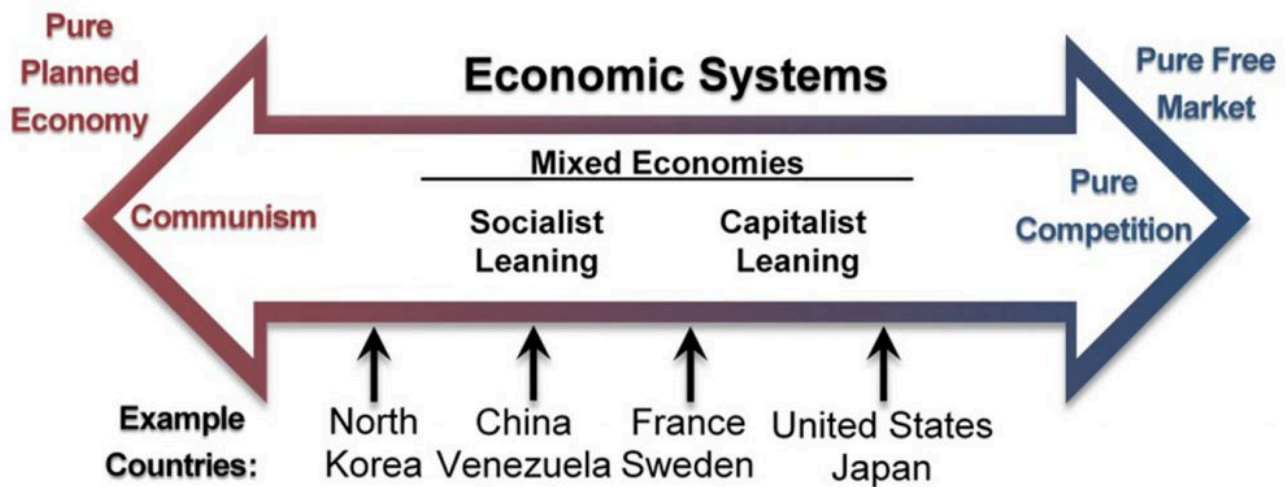 Pure
Planned
Economy
Economic Systems
Pure Free
Market
Mixed Economies
Communism
Socialist
Leaning
Capitalist
Leaning
Pure
Competition
Example
Countries:
North
Korea
China
Venezuela
France
Sweden
United States
Japan